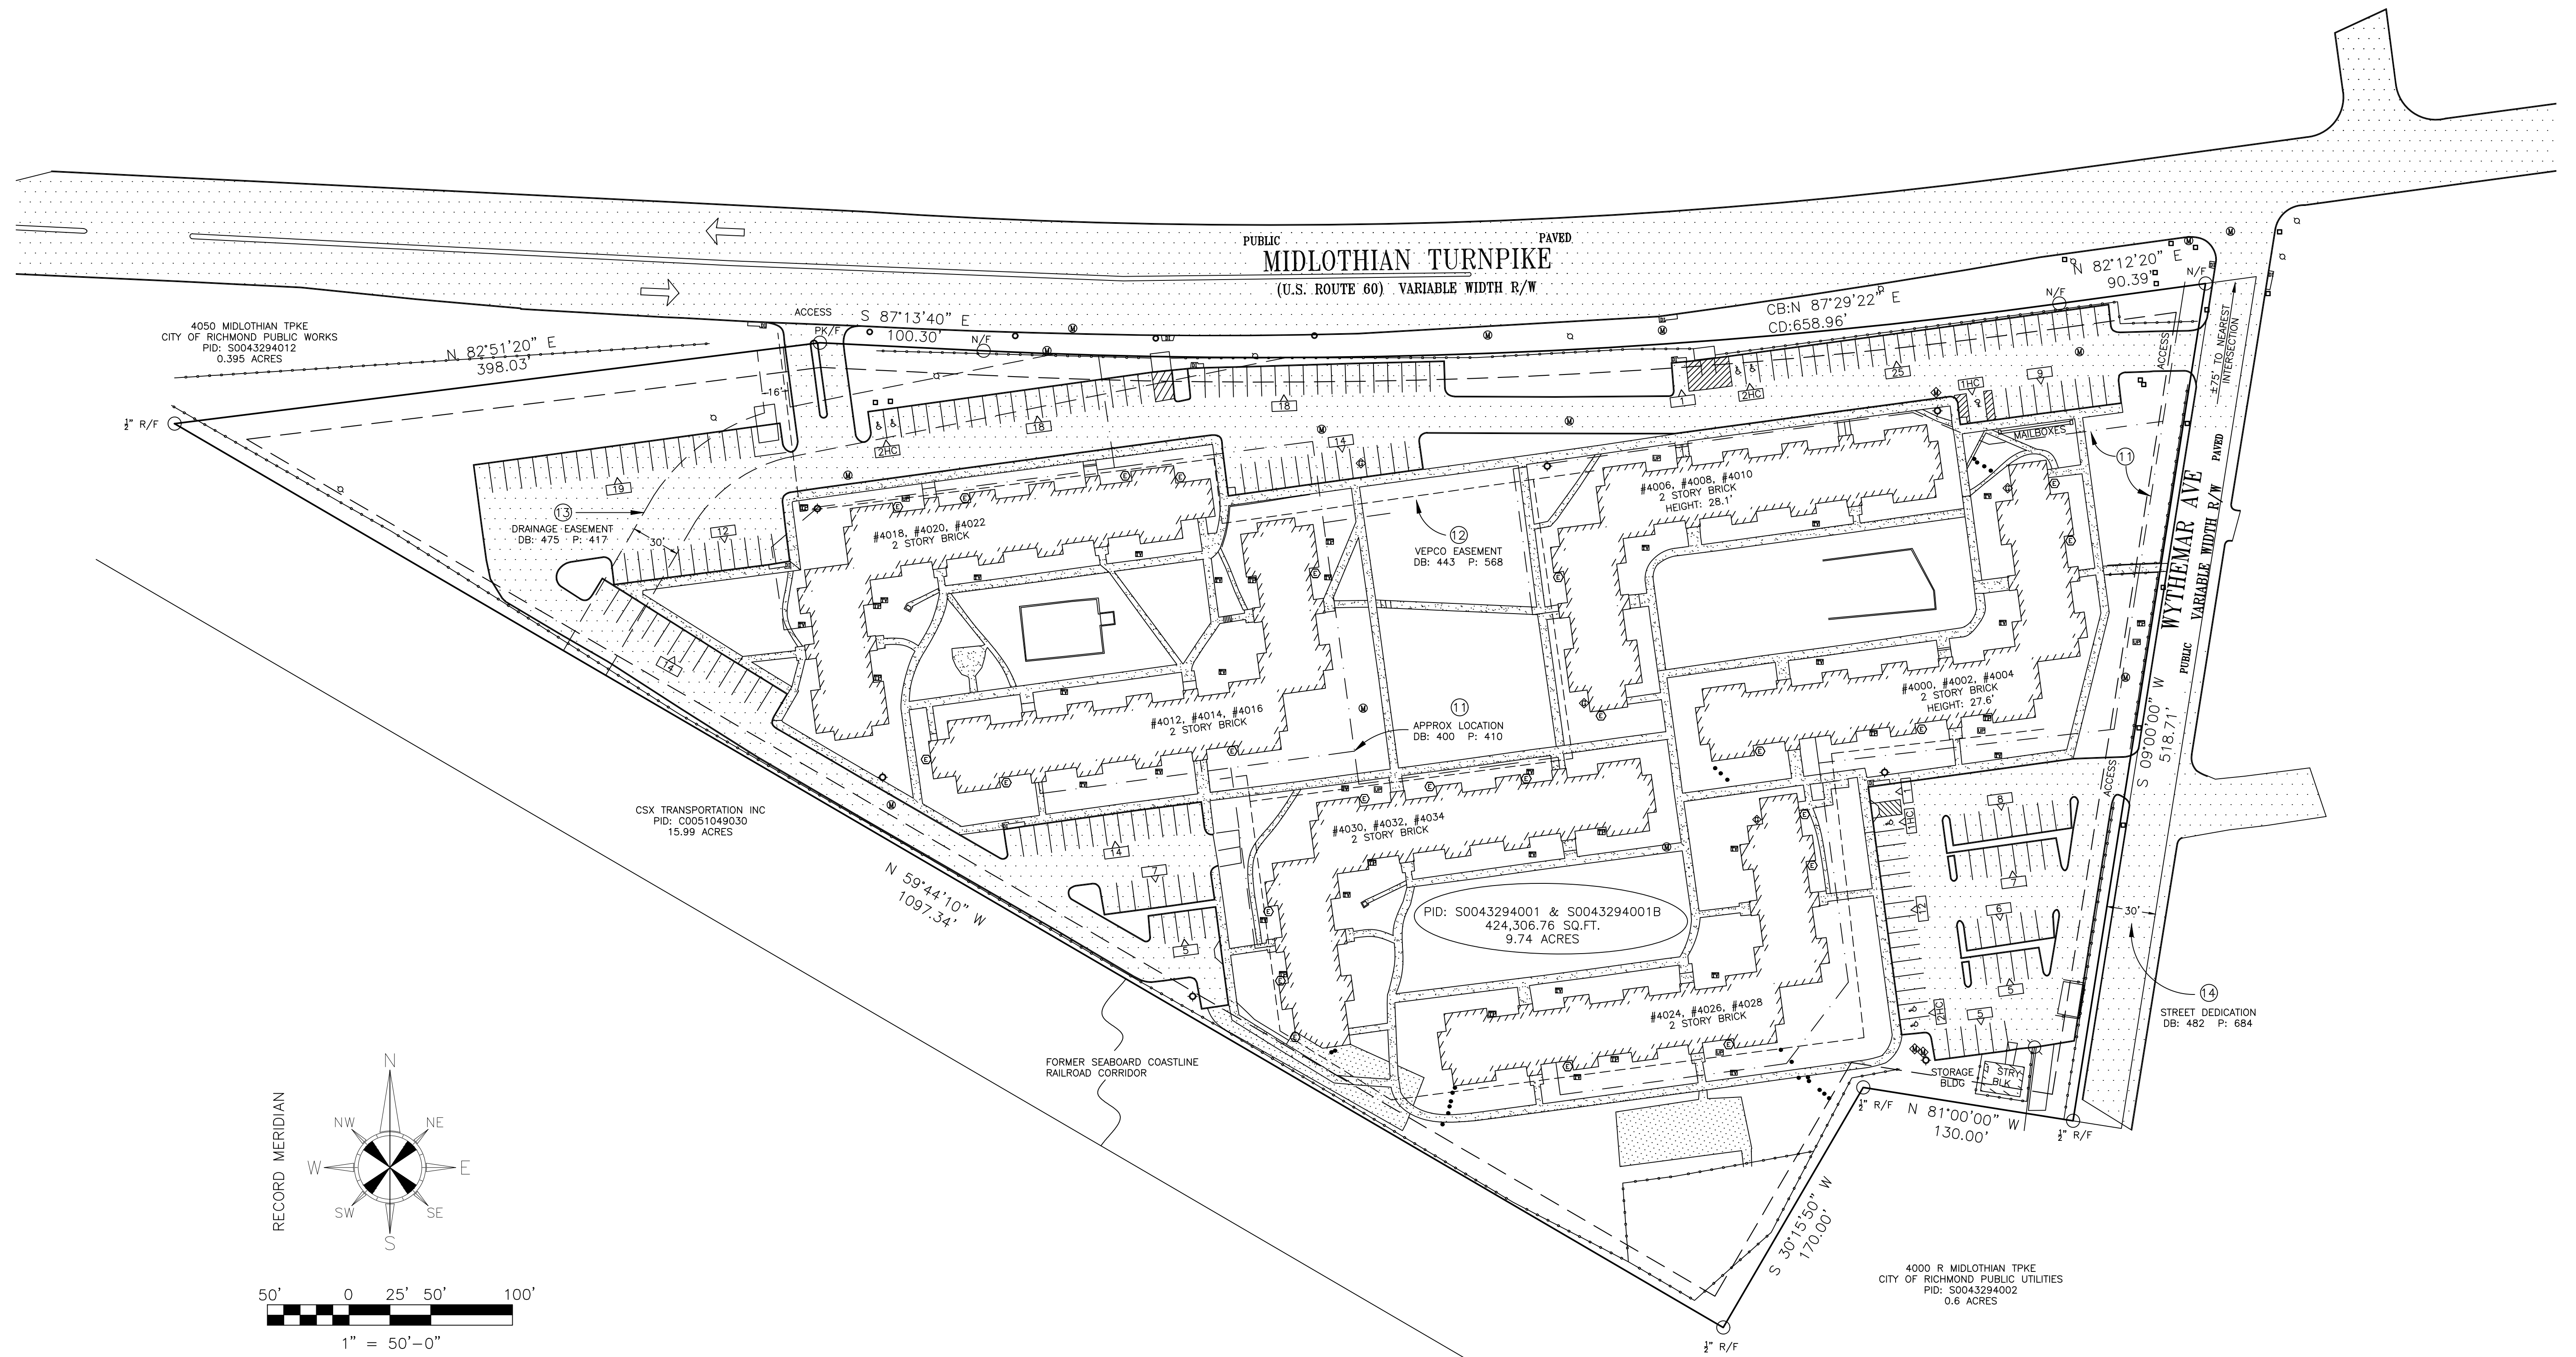 PUBLIC
PAVED
MIDLOTHIAN TURNPIKE
(U.S. ROUTE 60) VARIABLE WIDTH R/W
4050 MIDLOTHIAN TPKE
CITY OF RICHMOND PUBLIC WORKS
PID: S0043294012
0.395 ACRES
N 82°51'20" E
398.03'
ACCESS
PK/F
S 87°13'40" E
100.30'
N/F
CB:N 87°29'22" E
CD:658.96'
N 82°12'20" E
90.39'
N/F
N/F
ACCESS
±75' TO NEAREST
INTERSECTION
½" R/F
16'
2HC
18
18
14
1
2HC
25
1HC
9
MAILBOXES
11
19
13
DRAINAGE EASEMENT
DB: 475 P: 417
30'
12
14
#4018, #4020, #4022
2 STORY BRICK
12
VEPCO EASEMENT
DB: 443 P: 568
#4006, #4008, #4010
2 STORY BRICK
HEIGHT: 28.1'
WYTHEMAR AVE
PUBLIC VARIABLE WIDTH R/W PAVED
#4012, #4014, #4016
2 STORY BRICK
11
APPROX LOCATION
DB: 400 P: 410
#4000, #4002, #4004
2 STORY BRICK
HEIGHT: 27.6'
S 09°00'00" W
518.71'
ACCESS
CSX TRANSPORTATION INC
PID: C0051049030
15.99 ACRES
N 59°44'10" W
1097.34'
14
7
5
#4030, #4032, #4034
2 STORY BRICK
1
1HC
8
7
12
6
5
2HC
5
30'
PID: S0043294001 & S0043294001B
424,306.76 SQ.FT.
9.74 ACRES
#4024, #4026, #4028
2 STORY BRICK
14
STREET DEDICATION
DB: 482 P: 684
FORMER SEABOARD COASTLINE
RAILROAD CORRIDOR
STORAGE
BLDG
1 STRY
BLK
½" R/F
N 81°00'00" W
130.00'
½" R/F
S 30°15'50" W
170.00'
½" R/F
4000 R MIDLOTHIAN TPKE
CITY OF RICHMOND PUBLIC UTILITIES
PID: S0043294002
0.6 ACRES
RECORD MERIDIAN
N
NW
NE
W
E
SW
SE
S
50' 0 25' 50' 100'
1" = 50'-0"